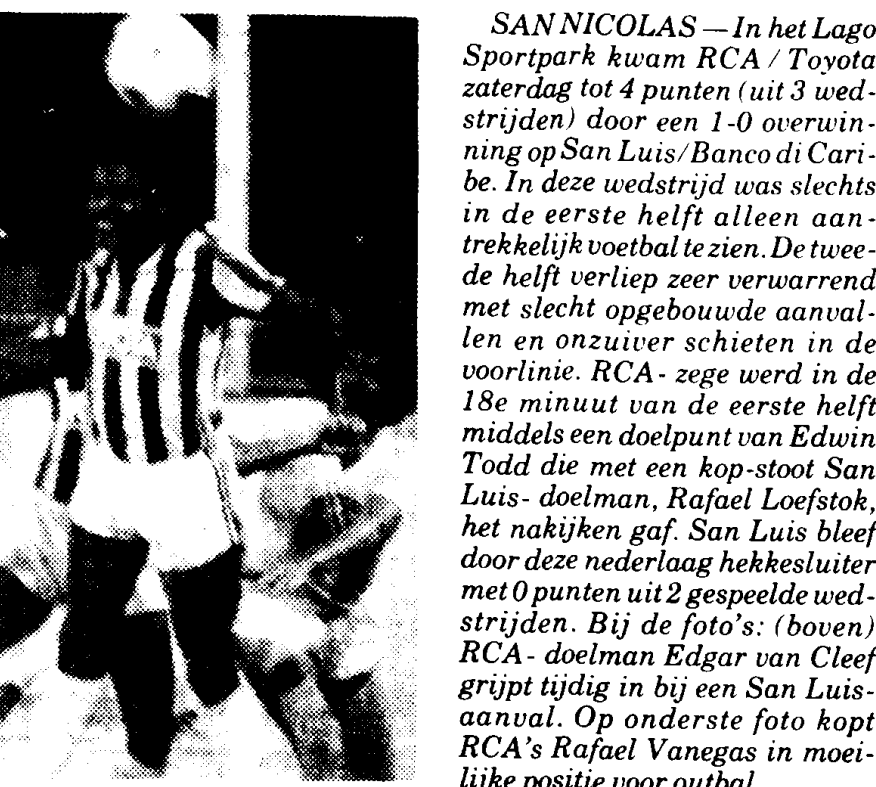 SAN NICOLAS — In het Lago
Sportpark kwam RCA / Toyota
zaterdag tot 4 punten (uit 3 wed-
strijden) door een 1-0 overwin-
ning op San Luis/Banco di Cari-
be. In deze wedstrijd was slechts
in de eerste helft alleen aan-
trekkelijk voetbal te zien. De twee-
de helft verliep zeer verwarrend
met slecht opgebouwde aanval-
len en onzuiver schieten in de
voorlinie. RCA- zege werd in de
18e minuut van de eerste helft
middels een doelpunt van Edwin
Todd die met een kop-stoot San
Luis- doelman, Rafael Loefstok,
het nakijken gaf. San Luis bleef
door deze nederlaag hekkesluiter
met 0 punten uit 2 gespeelde wed-
strijden. Bij de foto's: (boven)
RCA- doelman Edgar van Cleef
grijpt tijdig in bij een San Luis-
aanval. Op onderste foto kopt
RCA's Rafael Vanegas in moei-
lijke positie voor outbal